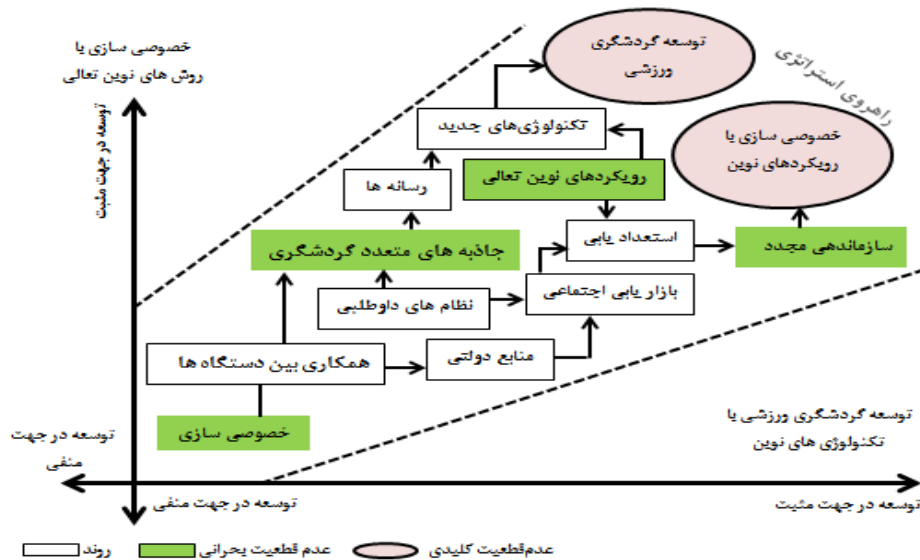 خصوصی سازی یا
روش های نوین تعالی
توسعه در جهت مثبت
توسعه گردشگری
ورزشی
راهروی استراتژی
تکنولوژی‌های جدید
خصوصی سازی یا
رویکردهای نوین
رویکردهای نوین تعالی
رسانه ها
استعداد یابی
سازماندهی مجدد
جاذبه های متعدد گردشگری
نظام های داوطلبی
بازار یابی اجتماعی
همکاری بین دستگاه ها
منابع دولتی
خصوصی سازی
توسعه گردشگری ورزشی یا
تکنولوژی های نوین
توسعه در جهت
منفی
توسعه در جهت منفی
توسعه در جهت مثبت
روند
عدم قطعیت بحرانی
عدم‌قطعیت کلیدی